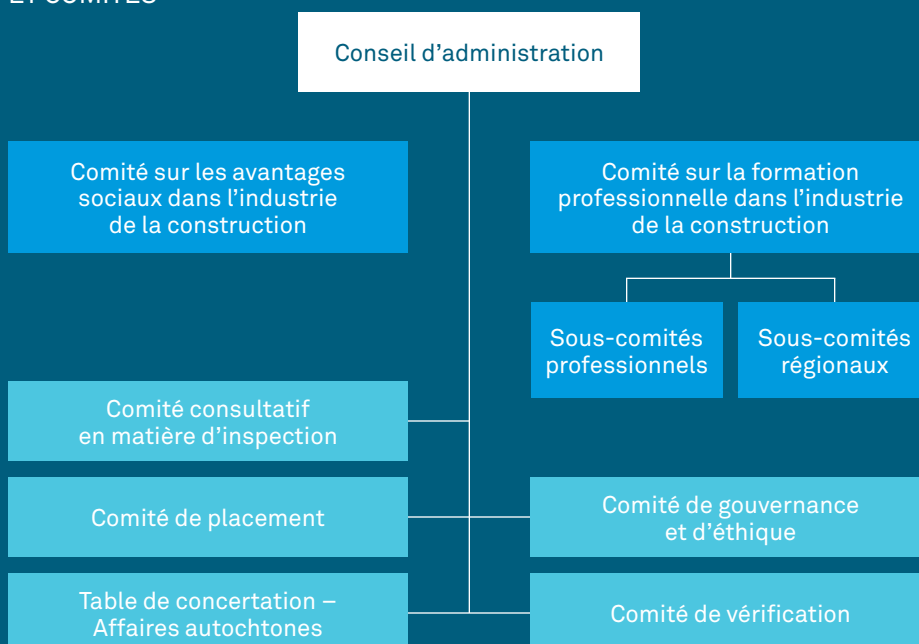 ET COMITÉS
Conseil d’administration
Comité sur les avantages
sociaux dans l’industrie
de la construction
Comité sur la formation
professionnelle dans l’industrie
de la construction
Sous-comités
professionnels
Sous-comités
régionaux
Comité consultatif
en matière d’inspection
Comité de placement
Comité de gouvernance
et d’éthique
Table de concertation –
Affaires autochtones
Comité de vérification